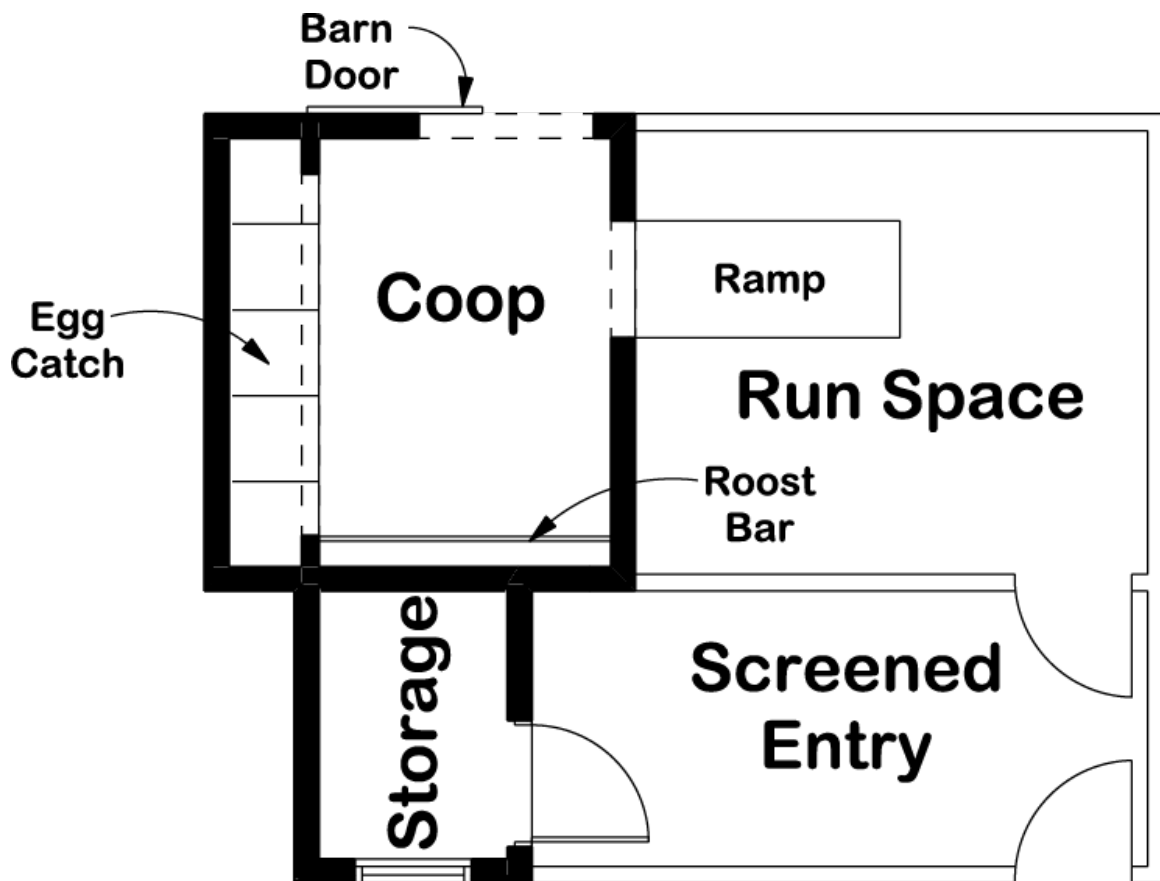 Barn
Door
Coop
Ramp
Egg
Catch
Run Space
Roost
Bar
Storage
Screened
Entry